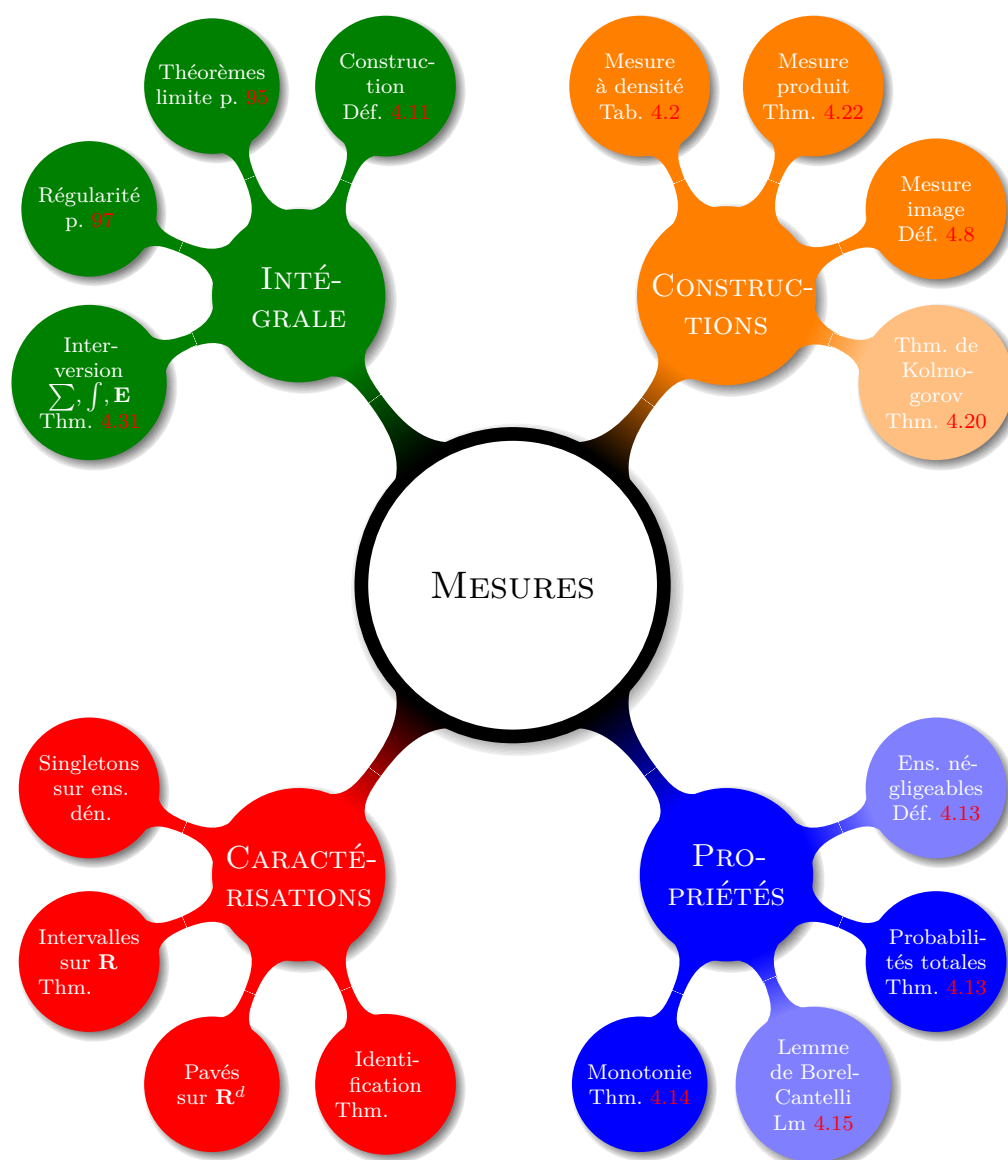 Théorèmes
limite p. 95
Construc-
tion
Déf. 4.11
Régularité
p. 97
Inter-
version
∑, ∫, E
Thm. 4.31
INTÉ-
GRALE
Mesure
à densité
Tab. 4.2
Mesure
produit
Thm. 4.22
Mesure
image
Déf. 4.8
Thm. de
Kolmo-
gorov
Thm. 4.20
CONSTRUC-
TIONS
MESURES
Singletons
sur ens.
dén.
Intervalles
sur R
Thm.
Pavés
sur R^d
Identi-
fication
Thm.
CARACTÉ-
RISATIONS
PRO-
PRIÉTÉS
Ens. né-
gligeables
Déf. 4.13
Probabili-
tés totales
Thm. 4.13
Lemme
de Borel-
Cantelli
Lm 4.15
Monotonie
Thm. 4.14